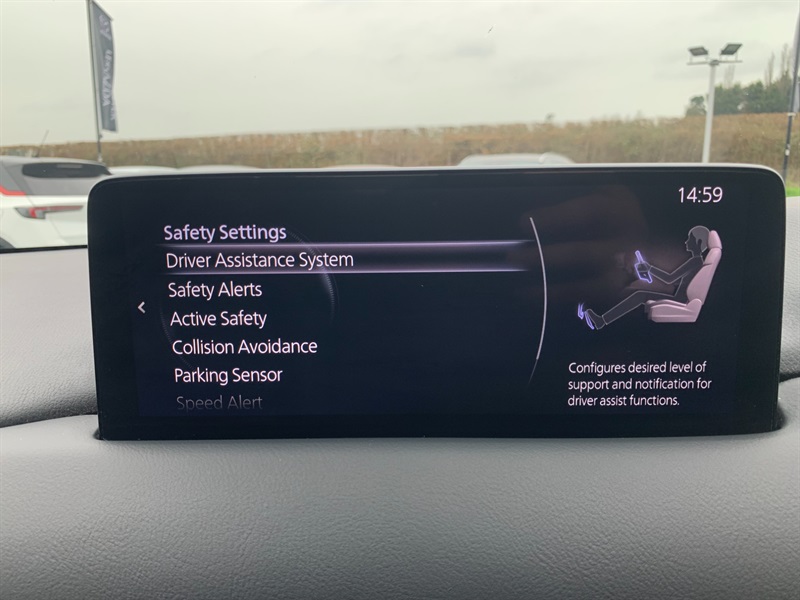 14:59
Safety Settings
Driver Assistance System
Safety Alerts
Active Safety
Collision Avoidance
Parking Sensor
Speed Alert
Configures desired level of
support and notification for
driver assist functions.